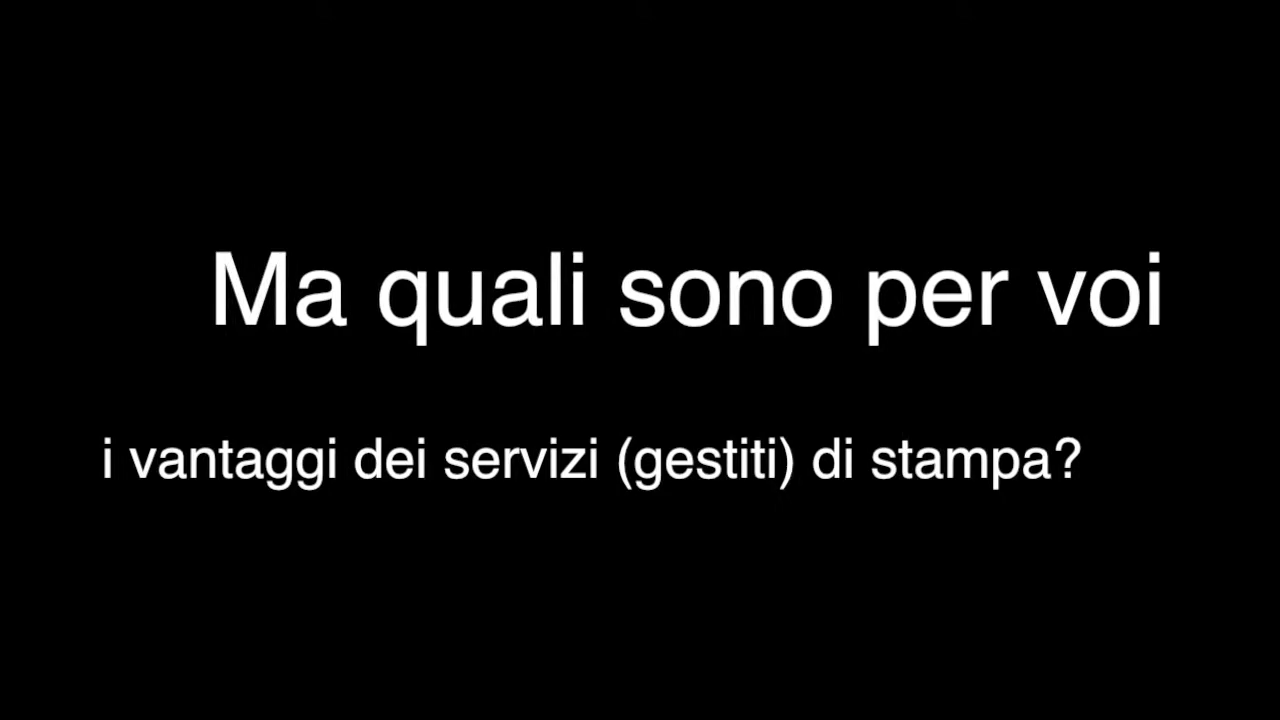 Ma quali sono per voi
i vantaggi dei servizi (gestiti) di stampa?